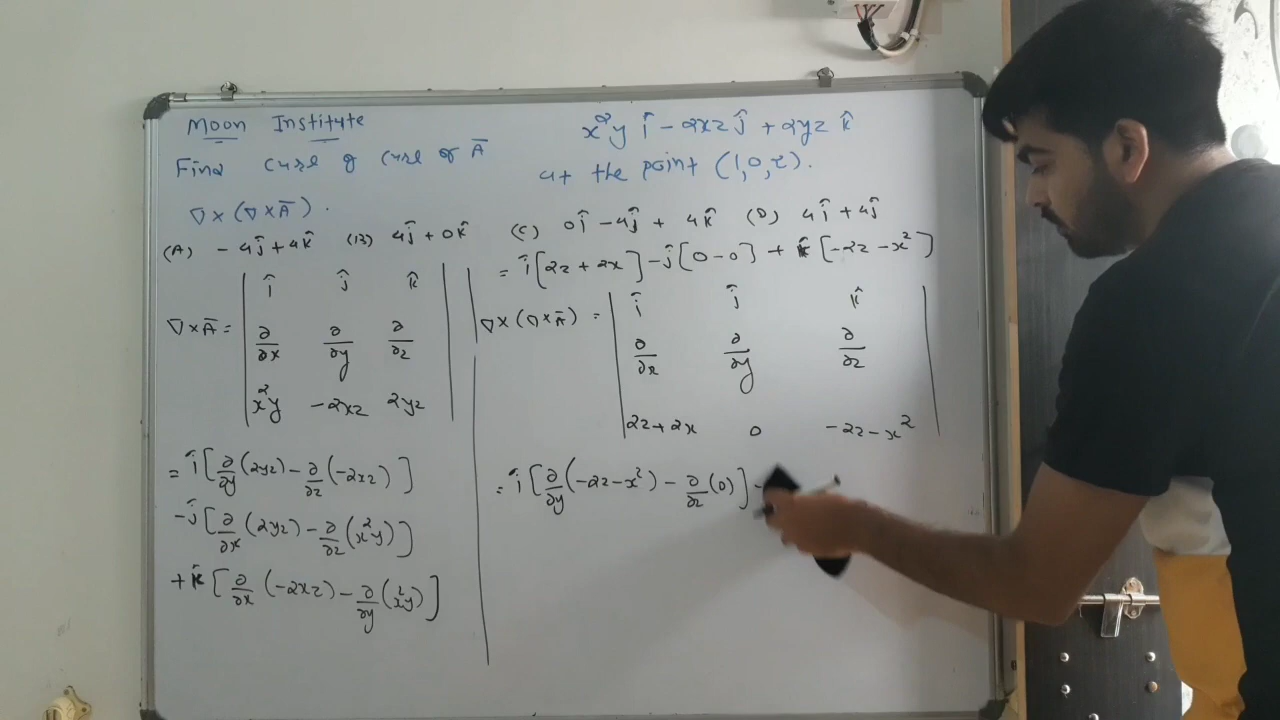 Moon Institute
Find curl of curl of A̅
x²y î - 2xz ĵ + 2yz k̂
at the point (1,0,2).
∇×(∇×A̅).
(A) -4ĵ+4k̂ (B) 4ĵ+0k̂ (C) 0ĵ -4ĵ + 4k̂ (D) 4î+4ĵ
∇×A̅ = | î ĵ k̂ |
∂/∂x ∂/∂y ∂/∂z
x²y -2xz 2yz
= î[∂/∂y(2yz) - ∂/∂z(-2xz)]
-ĵ[∂/∂x(2yz) - ∂/∂z(x²y)]
+k̂[∂/∂x(-2xz) - ∂/∂y(x²y)]
= î[2z+2x] - ĵ[0-0] + k̂[-2z-x²]
∇×(∇×A̅) = | î ĵ k̂ |
∂/∂x ∂/∂y ∂/∂z
2z+2x 0 -2z-x²
= î[∂/∂y(-2z-x²) - ∂/∂z(0)] -